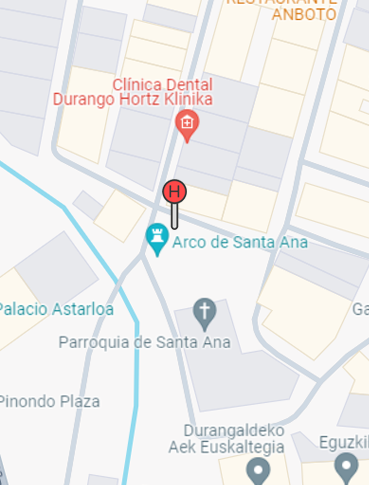 RESTAURANTE
ANBOTO
Clínica Dental
Durango Hortz Klinika
H
Arco de Santa Ana
Palacio Astarloa
Ga
Parroquia de Santa Ana
Pinondo Plaza
Durangaldeko
Aek Euskaltegia
Eguzki